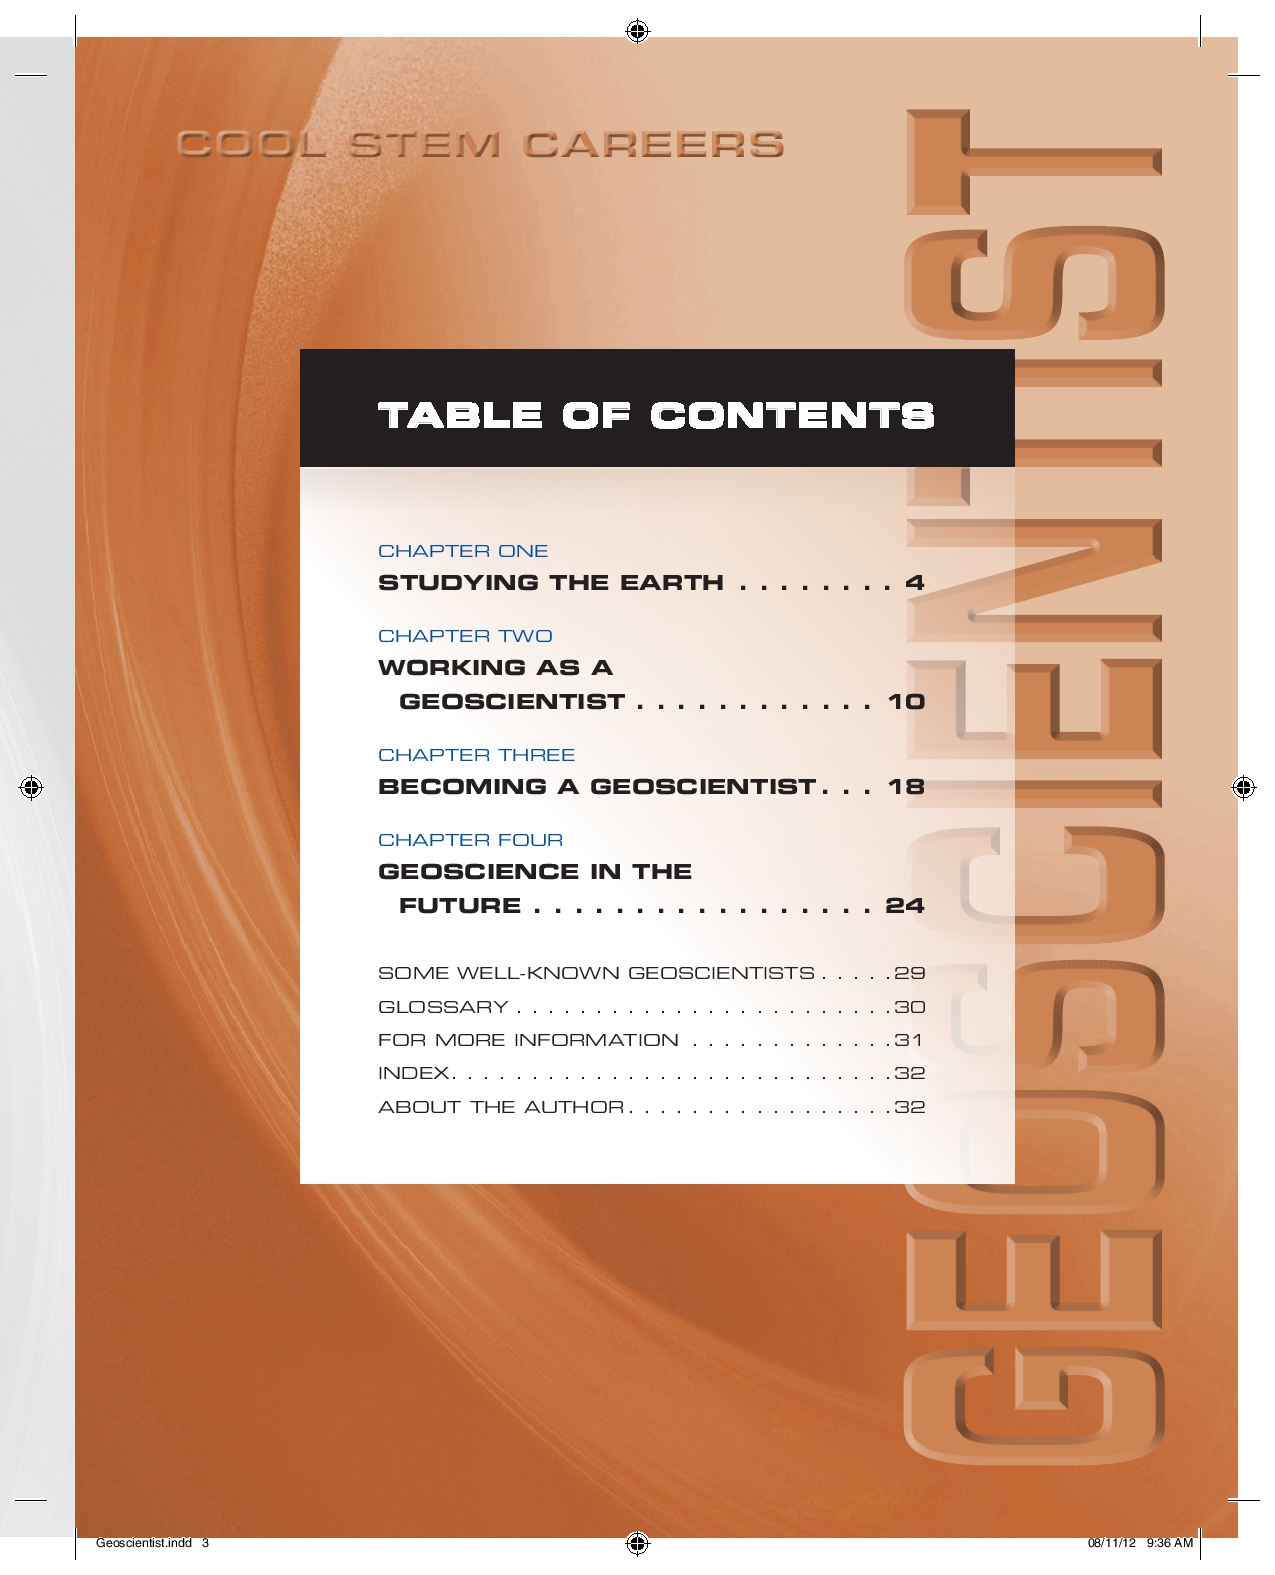 COOL STEM CAREERS
GEOSCIENTIST
TABLE OF CONTENTS
CHAPTER ONE
STUDYING THE EARTH . . . . . . . . 4
CHAPTER TWO
WORKING AS A
GEOSCIENTIST . . . . . . . . . . . . 10
CHAPTER THREE
BECOMING A GEOSCIENTIST . . . 18
CHAPTER FOUR
GEOSCIENCE IN THE
FUTURE . . . . . . . . . . . . . . . . . 24
SOME WELL-KNOWN GEOSCIENTISTS . . . . . 29
GLOSSARY . . . . . . . . . . . . . . . . . . . . . . . . 30
FOR MORE INFORMATION . . . . . . . . . . . . . 31
INDEX. . . . . . . . . . . . . . . . . . . . . . . . . . . . 32
ABOUT THE AUTHOR . . . . . . . . . . . . . . . . . 32
Geoscientist.indd 3
08/11/12 9:36 AM